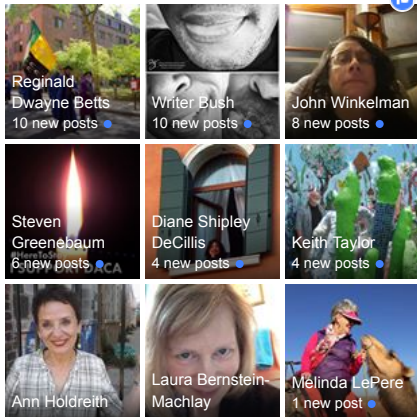 Reginald
Dwayne Betts
10 new posts
Writer Bush
10 new posts
John Winkelman
8 new posts
Steven
Greenebaum
6 new posts
Diane Shipley
DeCillis
4 new posts
Keith Taylor
4 new posts
Ann Holdreith
Laura Bernstein-
Machlay
Melinda LePere
1 new post